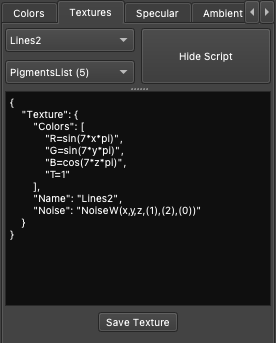 Colors Textures Specular Ambient
Lines2
Hide Script
PigmentsList (5)
{
"Texture": {
"Colors": [
"R=sin(7*x*pi)",
"G=sin(7*y*pi)",
"B=cos(7*z*pi)",
"T=1"
],
"Name": "Lines2",
"Noise": "NoiseW(x,y,z,(1),(2),(0))"
}
}
Save Texture